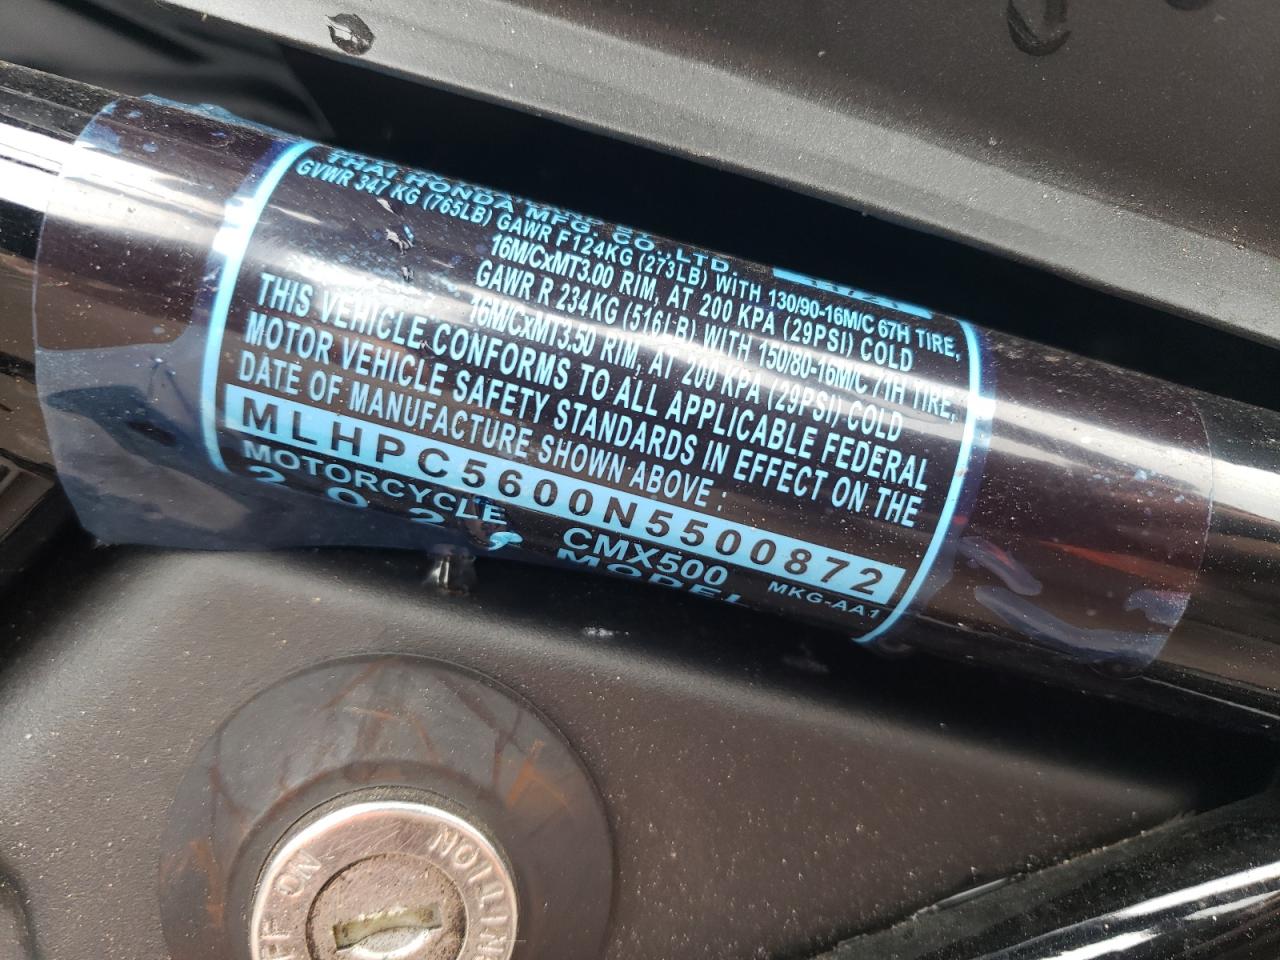 THAI HONDA MFG. CO.,LTD.
11/21
GVWR 347 KG (765LB) GAWR F124KG (273LB) WITH 130/90-16M/C 67H TIRE,
16M/CxMT3.00 RIM, AT 200 KPA (29PSI) COLD
GAWR R 234KG (516LB) WITH 150/80-16M/C 71H TIRE,
16M/CxMT3.50 RIM, AT 200 KPA (29PSI) COLD
THIS VEHICLE CONFORMS TO ALL APPLICABLE FEDERAL
MOTOR VEHICLE SAFETY STANDARDS IN EFFECT ON THE
DATE OF MANUFACTURE SHOWN ABOVE :
MLHPC5600N5500872
MOTORCYCLE CMX500 MKG-AA1
MODEL
ON